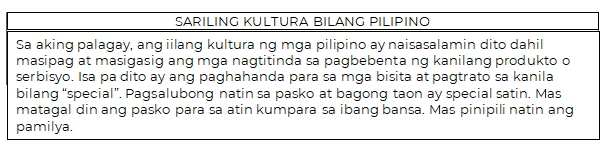 SARILING KULTURA BILANG PILIPINO
Sa aking palagay, ang iilang kultura ng mga pilipino ay naisasalamin dito dahil
masipag at masigasig ang mga nagtitinda sa pagbebenta ng kanilang produkto o
serbisyo. Isa pa dito ay ang paghahanda para sa mga bisita at pagtrato sa kanila
bilang “special”. Pagsalubong natin sa pasko at bagong taon ay special satin. Mas
matagal din ang pasko para sa atin kumpara sa ibang bansa. Mas pinipili natin ang
pamilya.